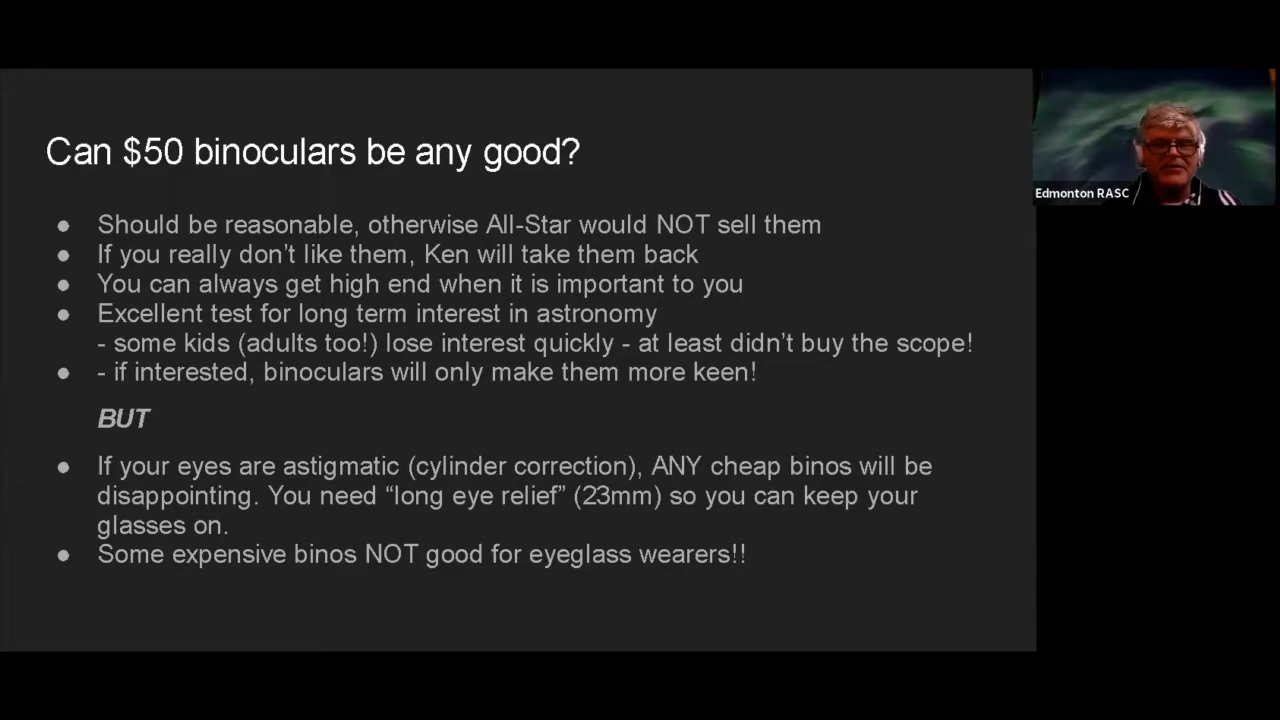 Can $50 binoculars be any good?
● Should be reasonable, otherwise All-Star would NOT sell them
● If you really don’t like them, Ken will take them back
● You can always get high end when it is important to you
● Excellent test for long term interest in astronomy
- some kids (adults too!) lose interest quickly - at least didn’t buy the scope!
● - if interested, binoculars will only make them more keen!
BUT
● If your eyes are astigmatic (cylinder correction), ANY cheap binos will be
disappointing. You need “long eye relief” (23mm) so you can keep your
glasses on.
● Some expensive binos NOT good for eyeglass wearers!!
Edmonton RASC